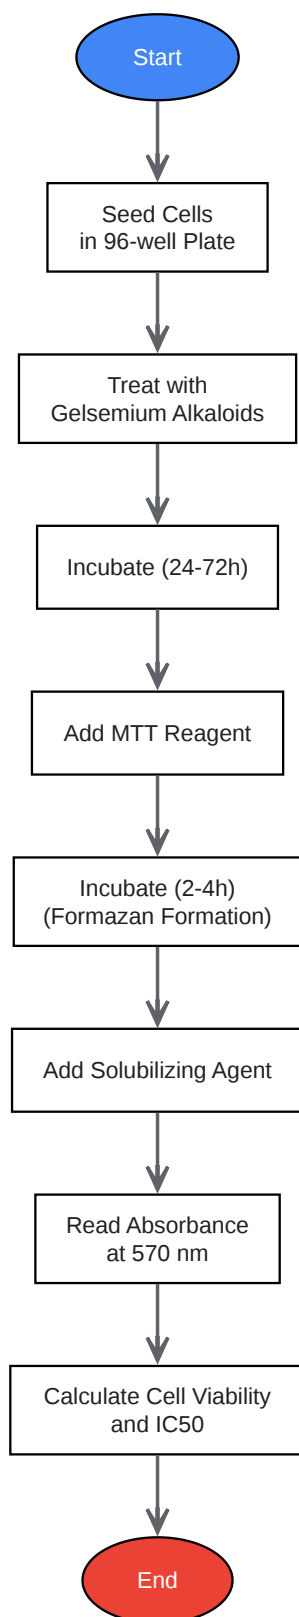 Start
Seed Cells
in 96-well Plate
Treat with
Gelsemium Alkaloids
Incubate (24-72h)
Add MTT Reagent
Incubate (2-4h)
(Formazan Formation)
Add Solubilizing Agent
Read Absorbance
at 570 nm
Calculate Cell Viability
and IC50
End